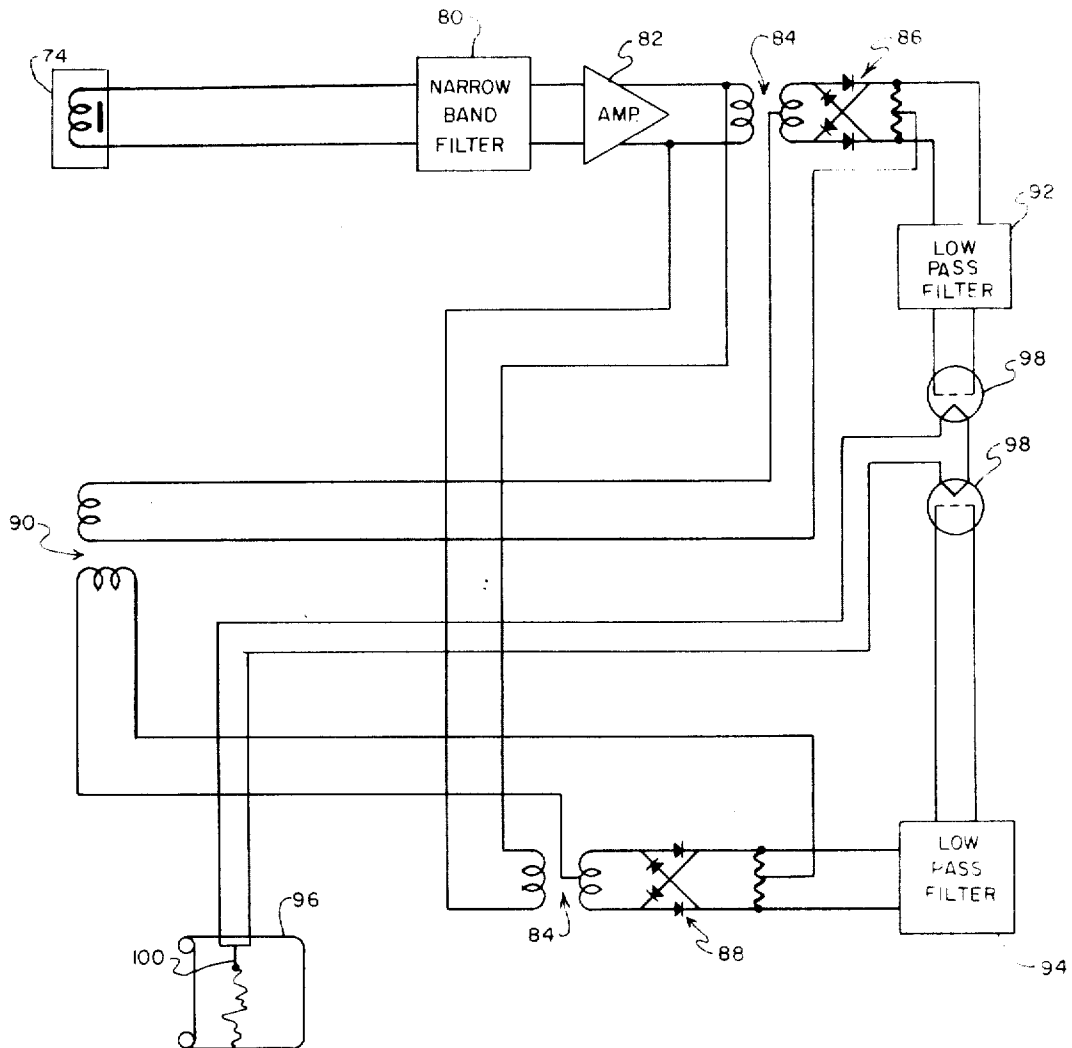 74
80
NARROW
BAND
FILTER
82
AMP.
84
86
92
LOW
PASS
FILTER
98
98
90
LOW
PASS
FILTER
94
84
88
96
100